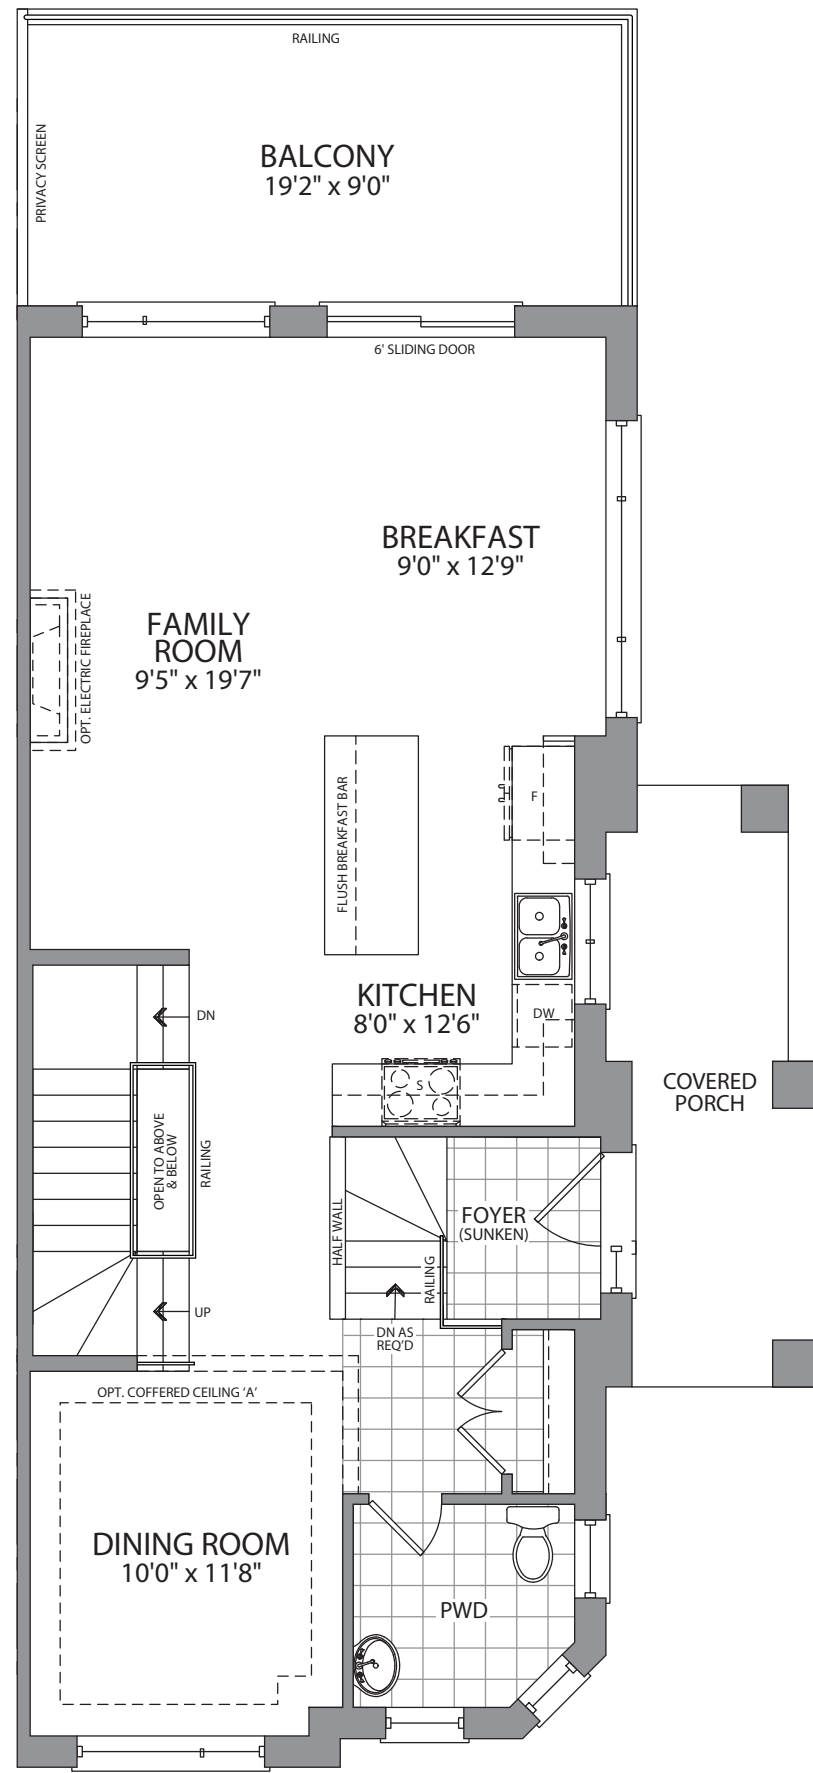 RAILING
PRIVACY SCREEN
BALCONY
19'2" x 9'0"
6' SLIDING DOOR
BREAKFAST
9'0" x 12'9"
FAMILY
ROOM
9'5" x 19'7"
OPT. ELECTRIC FIREPLACE
FLUSH BREAKFAST BAR
F
KITCHEN
8'0" x 12'6"
DW
DN
S
COVERED
PORCH
OPEN TO ABOVE
& BELOW
RAILING
HALF WALL
FOYER
(SUNKEN)
RAILING
UP
DN AS
REQ'D
OPT. COFFERED CEILING ‘A’
DINING ROOM
10'0" x 11'8"
PWD